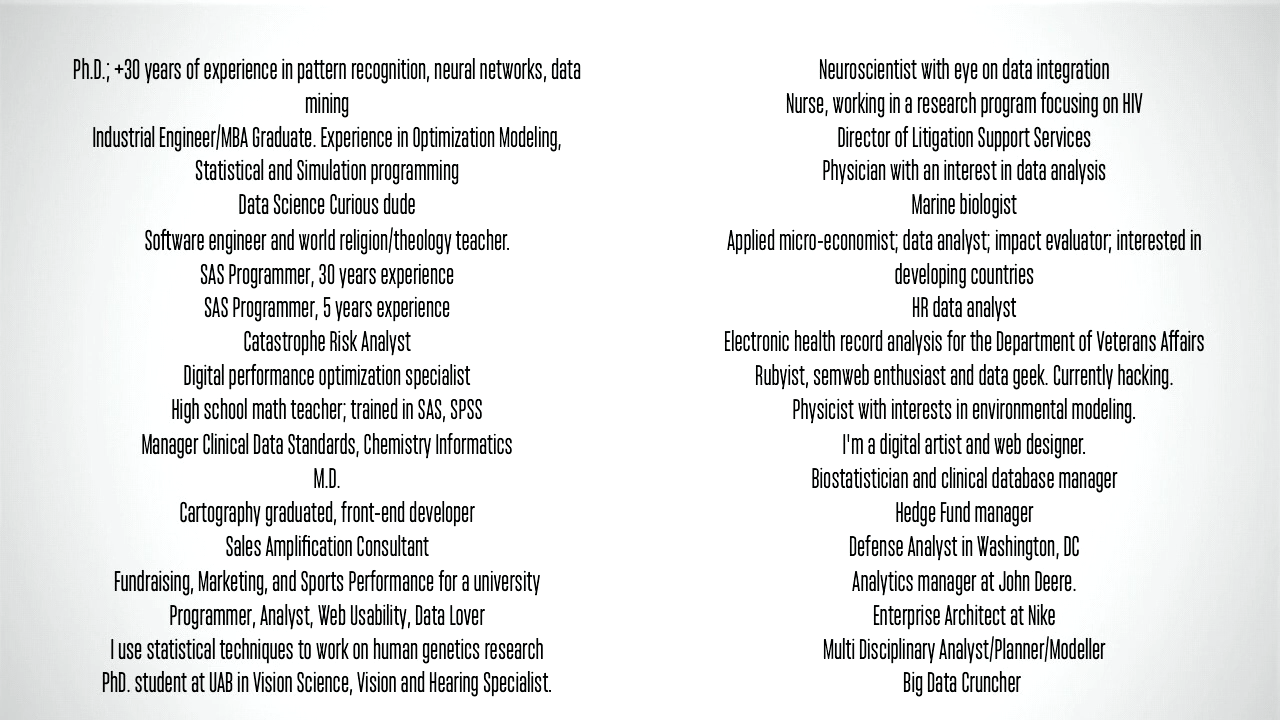 Ph.D.; +30 years of experience in pattern recognition, neural networks, data
mining
Industrial Engineer/MBA Graduate. Experience in Optimization Modeling,
Statistical and Simulation programming
Data Science Curious dude
Software engineer and world religion/theology teacher.
SAS Programmer, 30 years experience
SAS Programmer, 5 years experience
Catastrophe Risk Analyst
Digital performance optimization specialist
High school math teacher; trained in SAS, SPSS
Manager Clinical Data Standards, Chemistry Informatics
M.D.
Cartography graduated, front-end developer
Sales Amplification Consultant
Fundraising, Marketing, and Sports Performance for a university
Programmer, Analyst, Web Usability, Data Lover
I use statistical techniques to work on human genetics research
PhD. student at UAB in Vision Science, Vision and Hearing Specialist.
Neuroscientist with eye on data integration
Nurse, working in a research program focusing on HIV
Director of Litigation Support Services
Physician with an interest in data analysis
Marine biologist
Applied micro-economist; data analyst; impact evaluator; interested in
developing countries
HR data analyst
Electronic health record analysis for the Department of Veterans Affairs
Rubyist, semweb enthusiast and data geek. Currently hacking.
Physicist with interests in environmental modeling.
I'm a digital artist and web designer.
Biostatistician and clinical database manager
Hedge Fund manager
Defense Analyst in Washington, DC
Analytics manager at John Deere.
Enterprise Architect at Nike
Multi Disciplinary Analyst/Planner/Modeller
Big Data Cruncher